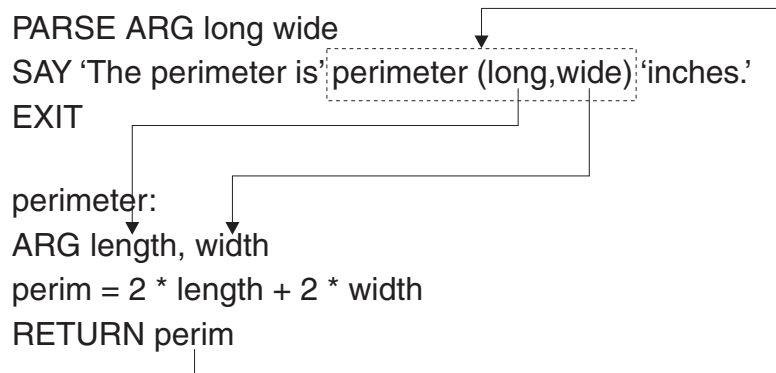 PARSE ARG long wide
SAY ‘The perimeter is’ perimeter (long,wide) ‘inches.’
EXIT
perimeter:
ARG length, width
perim = 2 * length + 2 * width
RETURN perim